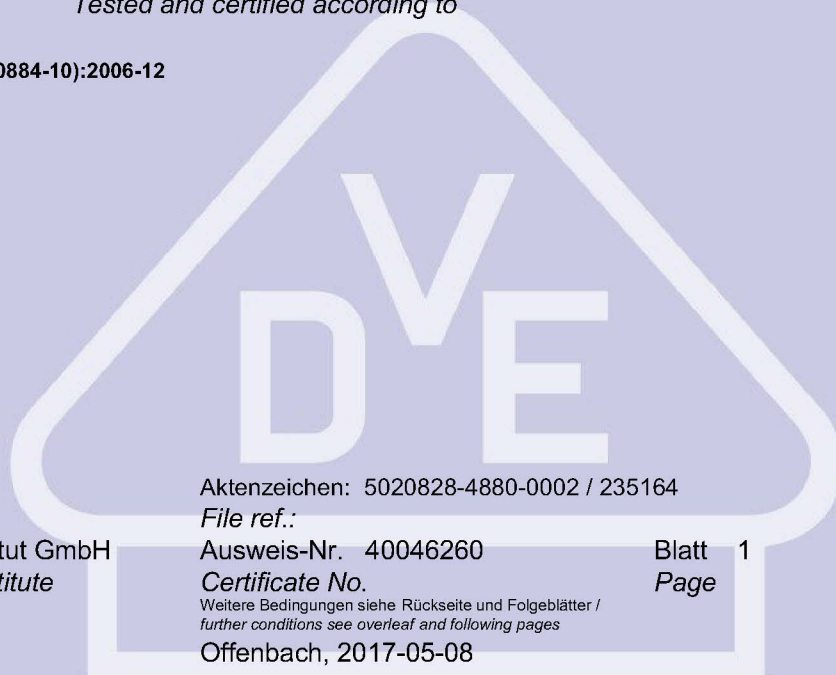 Tested and certified according to
0884-10):2006-12
VDE
Aktenzeichen: 5020828-4880-0002 / 235164
File ref.:
tut GmbH Ausweis-Nr. 40046260 Blatt 1
titute Certificate No. Page
Weitere Bedingungen siehe Rückseite und Folgeblätter /
further conditions see overleaf and following pages
Offenbach, 2017-05-08